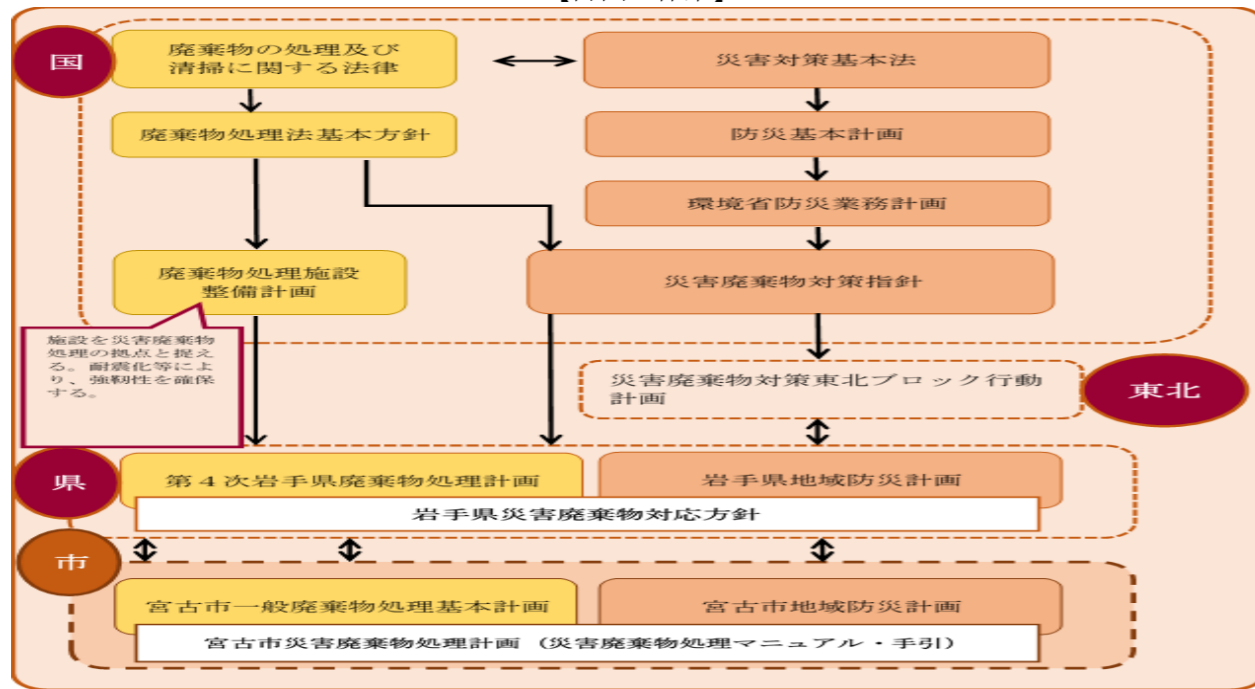 国
廃棄物の処理及び
清掃に関する法律
災害対策基本法
廃棄物処理法基本方針
防災基本計画
環境省防災業務計画
廃棄物処理施設
整備計画
災害廃棄物対策指針
施設を災害廃棄物
処理の拠点と捉え
る。耐震化等によ
り、強靭性を確保
する。
災害廃棄物対策東北ブロック行動
計画
東北
県
第4次岩手県廃棄物処理計画
岩手県地域防災計画
岩手県災害廃棄物対応方針
市
宮古市一般廃棄物処理基本計画
宮古市地域防災計画
宮古市災害廃棄物処理計画（災害廃棄物処理マニュアル・手引）